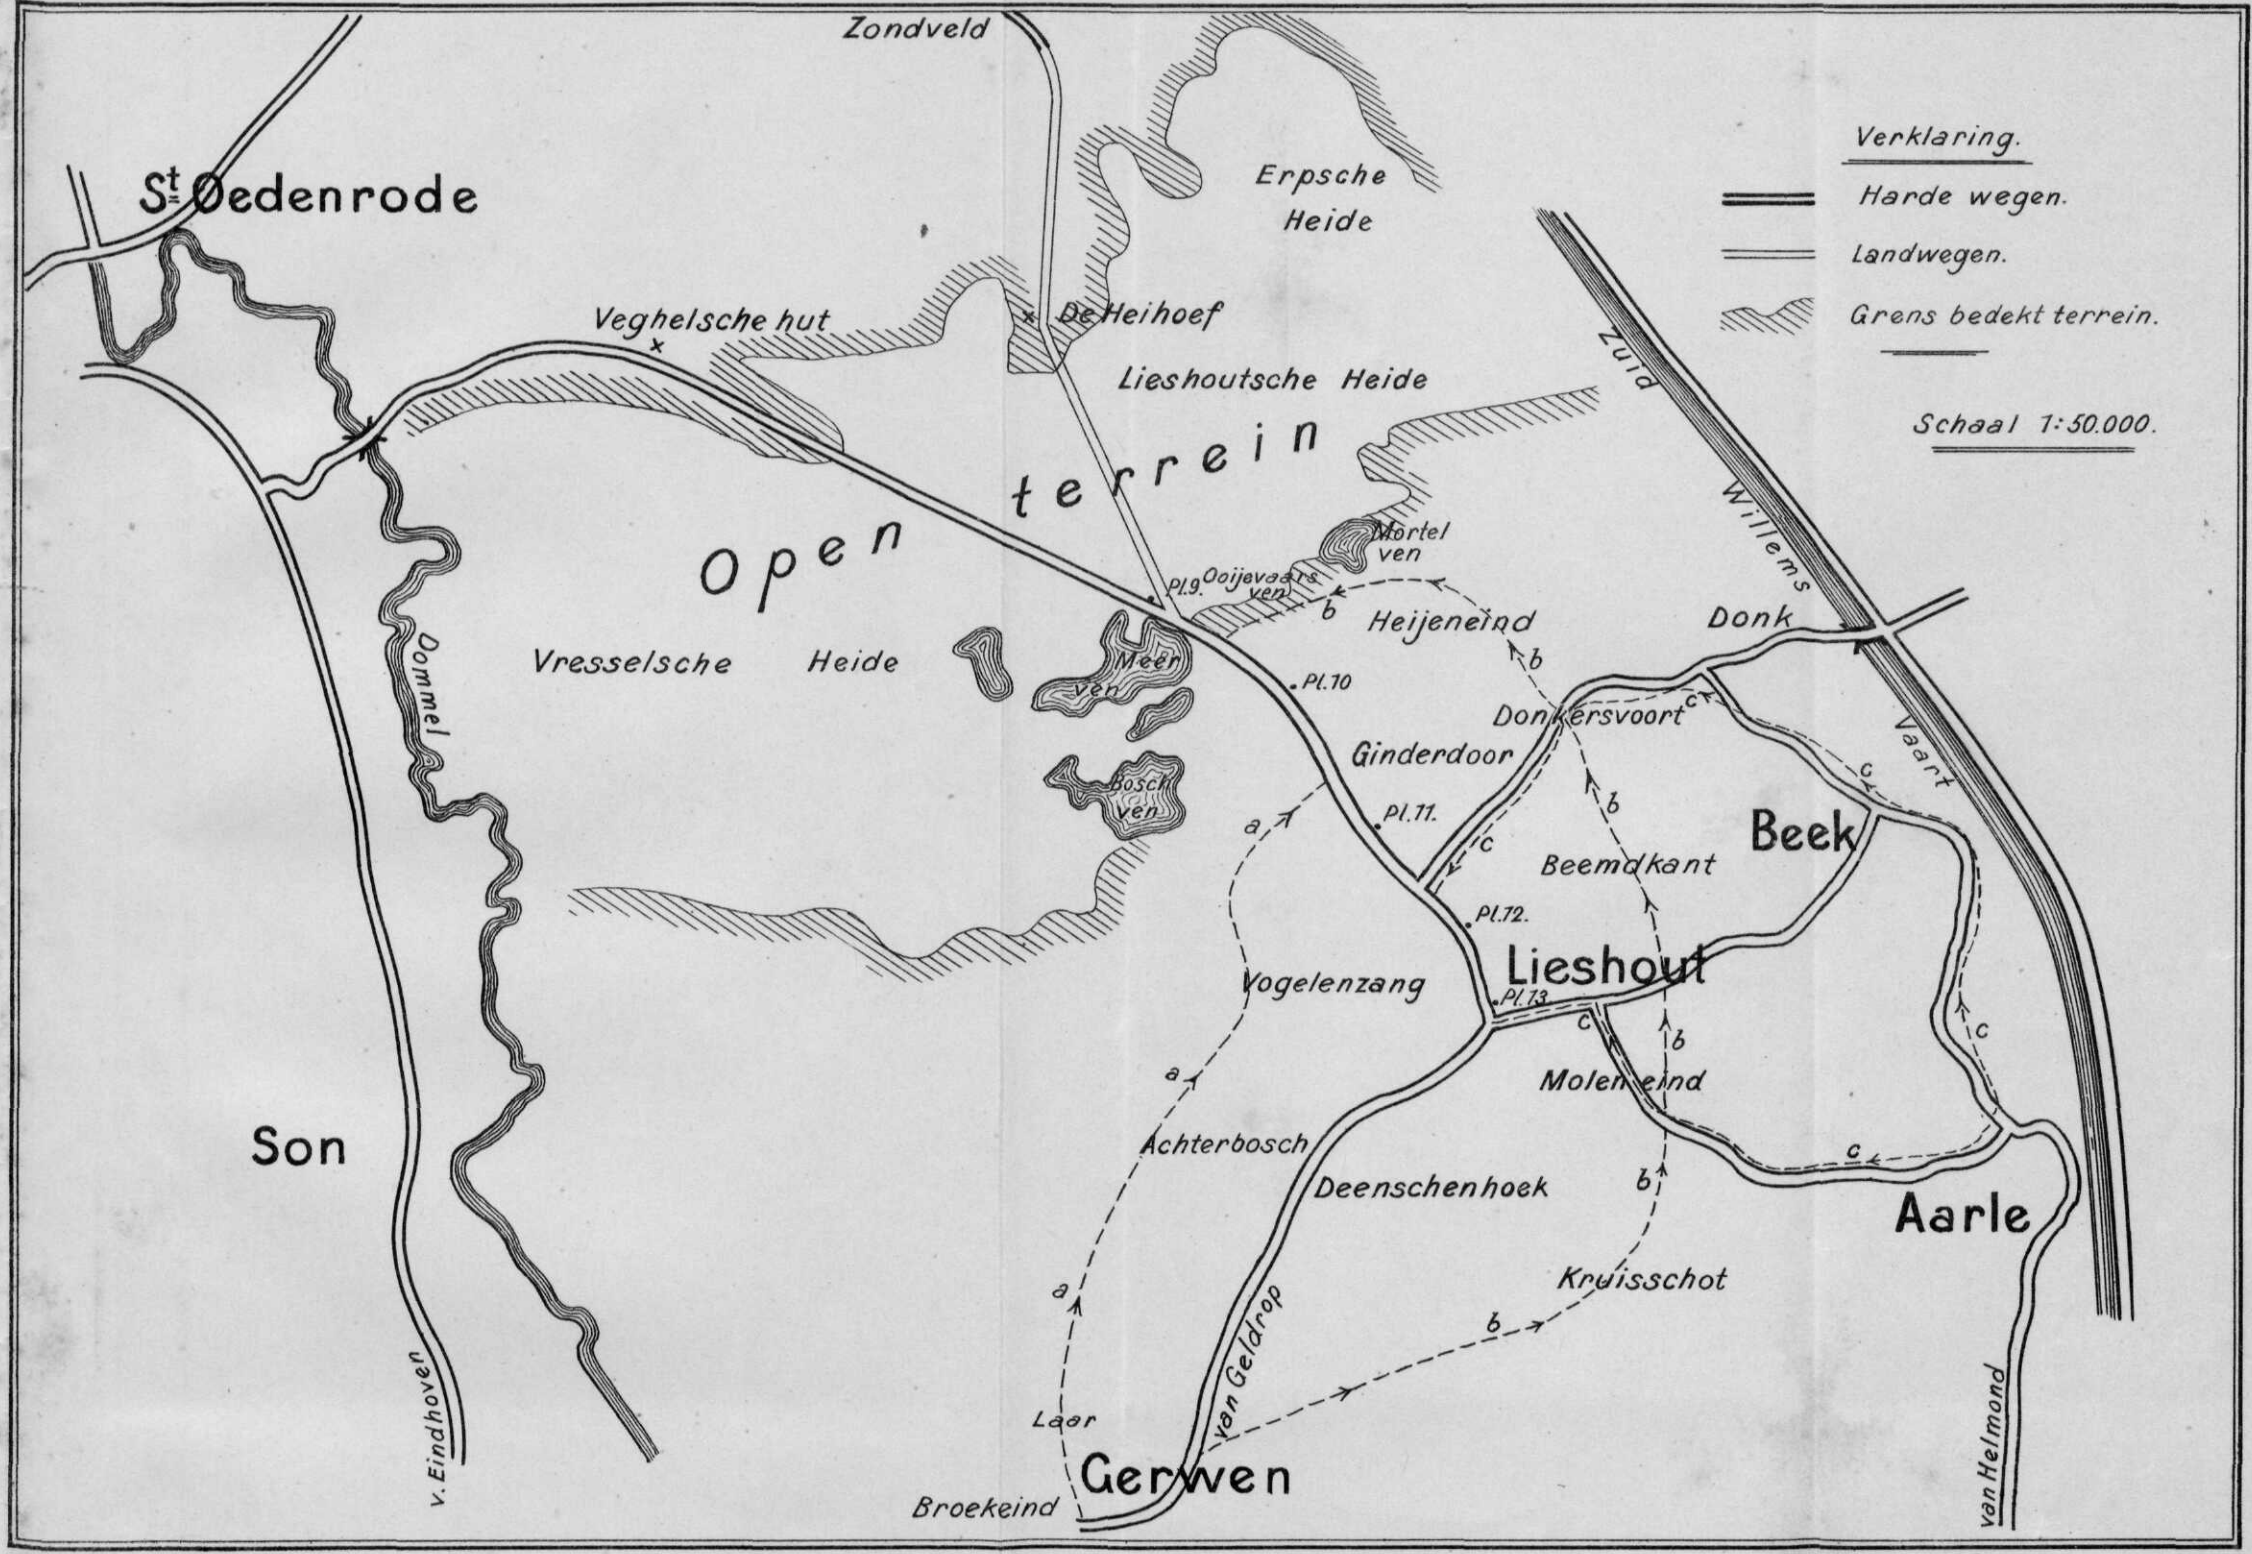 Zondveld
Verklaring.
Harde wegen.
Landwegen.
Grens bedekt terrein.
Schaal 1:50.000.
St Oedenrode
Erpsche
Heide
Veghelsche hut
De Heihoef
Lieshoutsche Heide
Zuid
Willems
Vaart
Open terrein
Mortel
ven
Pl.9.
Ooijevaars
ven
b
Heijeneind
Donk
Dommel
Vresselsche Heide
Meer
ven
b
Pl.10
Donkersvoort
c
Ginderdoor
c
Bosch
ven
b
a
Pl.11.
c
Beek
Beemdkant
Pl.12.
Lieshout
Vogelenzang
Pl.13
c
b
c
a
Moleneind
Son
Achterbosch
c
Deenschenhoek
b
Aarle
a
Kruisschot
b
van Geldrop
v. Eindhoven
van Helmond
Laar
Gerwen
Broekeind